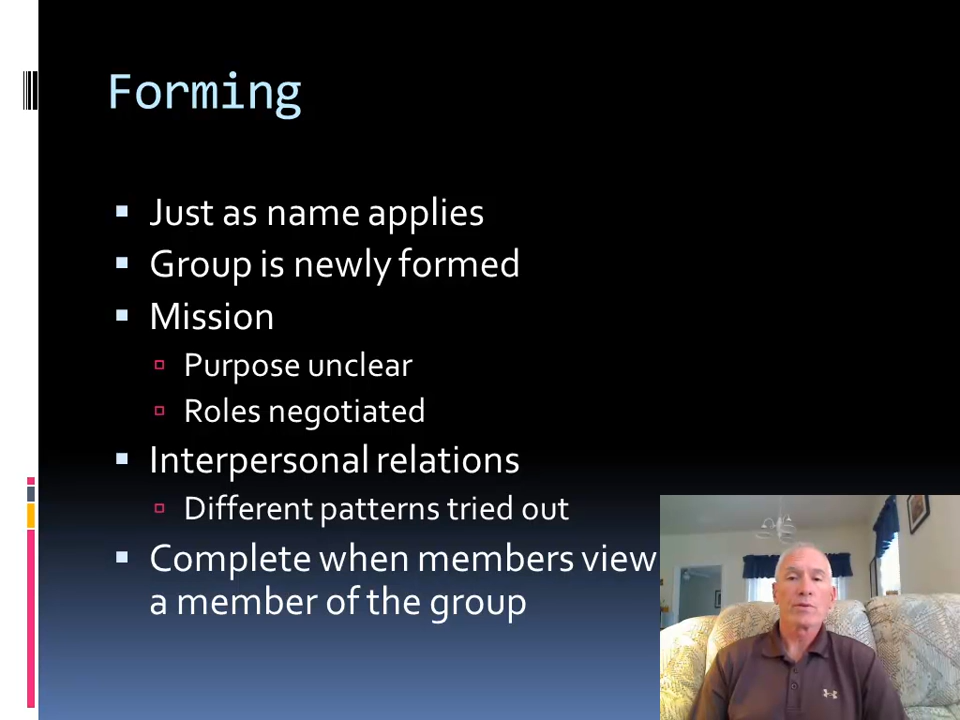 Forming
Just as name applies
Group is newly formed
Mission
Purpose unclear
Roles negotiated
Interpersonal relations
Different patterns tried out
Complete when members view
a member of the group